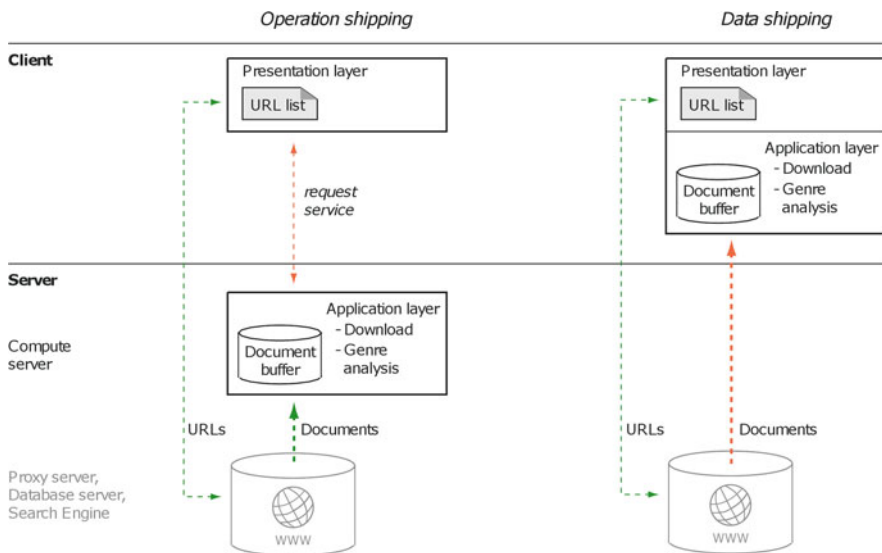 Operation shipping
Data shipping
Client
Presentation layer
URL list
request
service
Presentation layer
URL list
Application layer
- Download
- Genre
analysis
Document
buffer
Server
Compute
server
Application layer
- Download
- Genre
analysis
Document
buffer
URLs
Documents
URLs
Documents
Proxy server,
Database server,
Search Engine
WWW
WWW